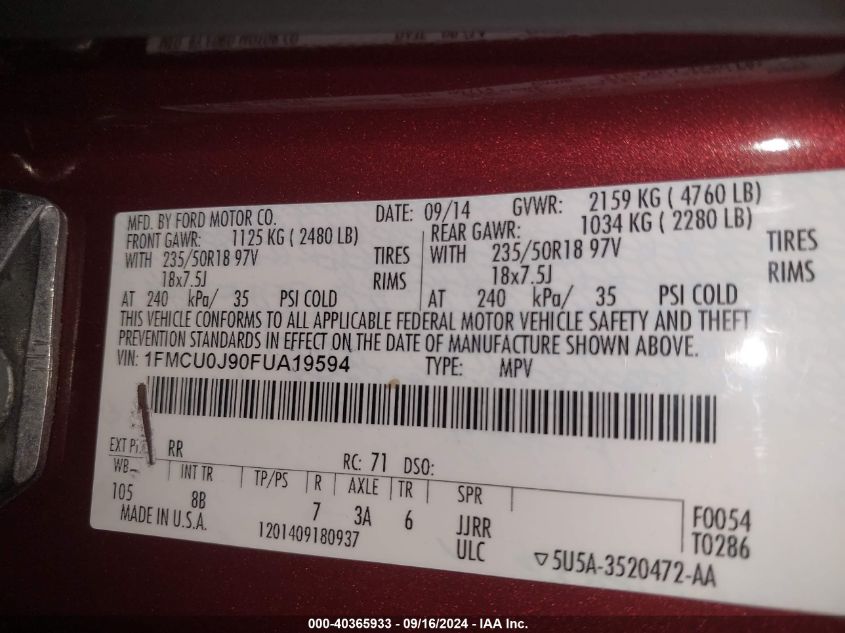 MFD. BY FORD MOTOR CO.
MFD. BY FORD MOTOR CO. DATE: 09/14 GVWR: 2159 KG ( 4760 LB)
FRONT GAWR: 1125 KG ( 2480 LB) REAR GAWR: 1034 KG ( 2280 LB)
WITH 235/50R18 97V TIRES WITH 235/50R18 97V TIRES
18x7.5J RIMS 18x7.5J RIMS
AT 240 kPa/ 35 PSI COLD AT 240 kPa/ 35 PSI COLD
THIS VEHICLE CONFORMS TO ALL APPLICABLE FEDERAL MOTOR VEHICLE SAFETY AND THEFT
PREVENTION STANDARDS IN EFFECT ON THE DATE OF MANUFACTURE SHOWN ABOVE.
VIN: 1FMCU0J90FUA19594 TYPE: MPV
EXT RR RC: 71 DSO:
WB INT TR TP/PS R AXLE TR SPR
105 8B 7 3A 6 JJRR F0054
MADE IN U.S.A. 1201409180937 ULC T0286
▽5U5A-3520472-AA
000-40365933 - 09/16/2024 - IAA Inc.